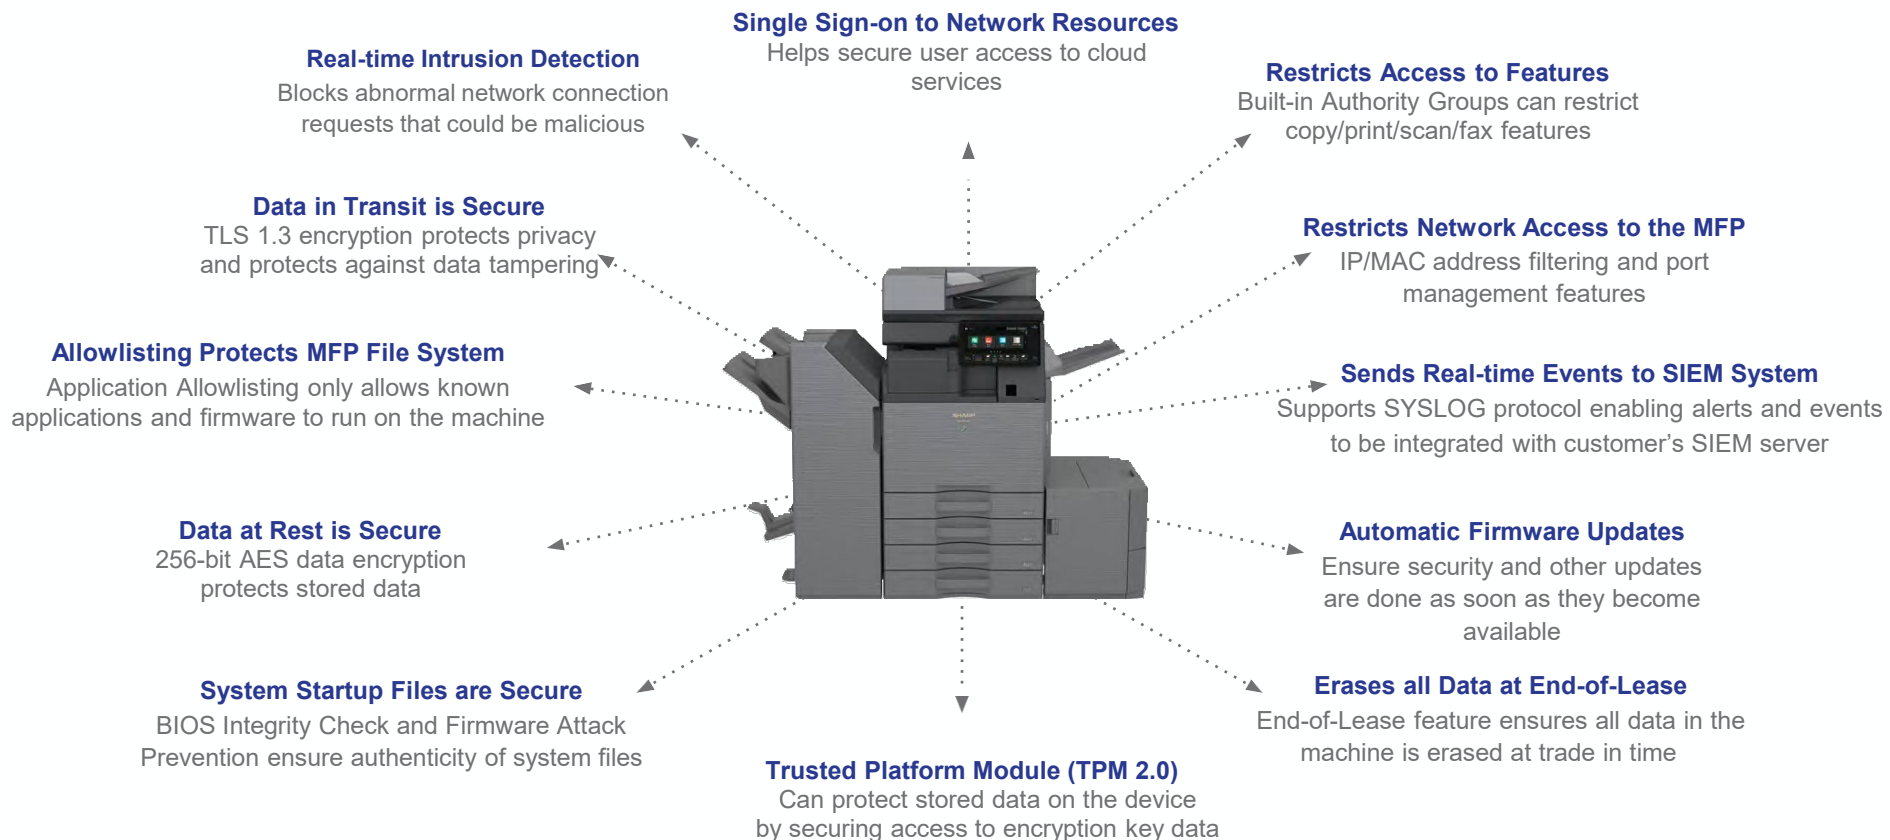 Single Sign-on to Network Resources
Helps secure user access to cloud
services
Real-time Intrusion Detection
Blocks abnormal network connection
requests that could be malicious
Restricts Access to Features
Built-in Authority Groups can restrict
copy/print/scan/fax features
Data in Transit is Secure
TLS 1.3 encryption protects privacy
and protects against data tampering
Restricts Network Access to the MFP
IP/MAC address filtering and port
management features
Allowlisting Protects MFP File System
Application Allowlisting only allows known
applications and firmware to run on the machine
Sends Real-time Events to SIEM System
Supports SYSLOG protocol enabling alerts and events
to be integrated with customer’s SIEM server
SHARP
Data at Rest is Secure
256-bit AES data encryption
protects stored data
Automatic Firmware Updates
Ensure security and other updates
are done as soon as they become
available
System Startup Files are Secure
BIOS Integrity Check and Firmware Attack
Prevention ensure authenticity of system files
Erases all Data at End-of-Lease
End-of-Lease feature ensures all data in the
machine is erased at trade in time
Trusted Platform Module (TPM 2.0)
Can protect stored data on the device
by securing access to encryption key data